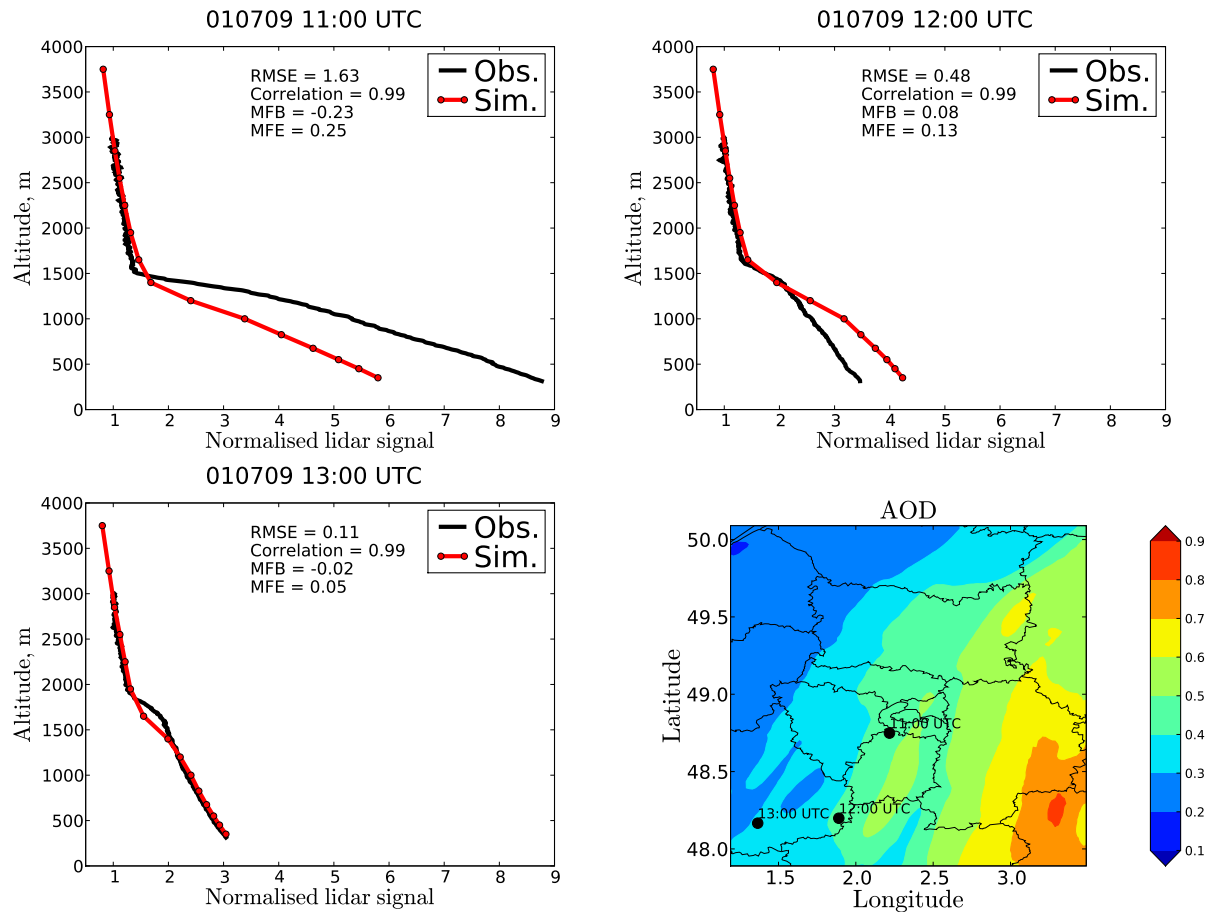 010709 11:00 UTC
4000
3500
3000
2500
2000
1500
1000
500
0
Altitude, m
RMSE = 1.63
Correlation = 0.99
MFB = -0.23
MFE = 0.25
Obs.
Sim.
1 2 3 4 5 6 7 8 9
Normalised lidar signal
010709 12:00 UTC
4000
3500
3000
2500
2000
1500
1000
500
0
Altitude, m
RMSE = 0.48
Correlation = 0.99
MFB = 0.08
MFE = 0.13
Obs.
Sim.
1 2 3 4 5 6 7 8 9
Normalised lidar signal
010709 13:00 UTC
4000
3500
3000
2500
2000
1500
1000
500
0
Altitude, m
RMSE = 0.11
Correlation = 0.99
MFB = -0.02
MFE = 0.05
Obs.
Sim.
1 2 3 4 5 6 7 8 9
Normalised lidar signal
AOD
50.0
49.5
49.0
48.5
48.0
Latitude
11:00 UTC
13:00 UTC 12:00 UTC
1.5 2.0 2.5 3.0
Longitude
0.9
0.8
0.7
0.6
0.5
0.4
0.3
0.2
0.1